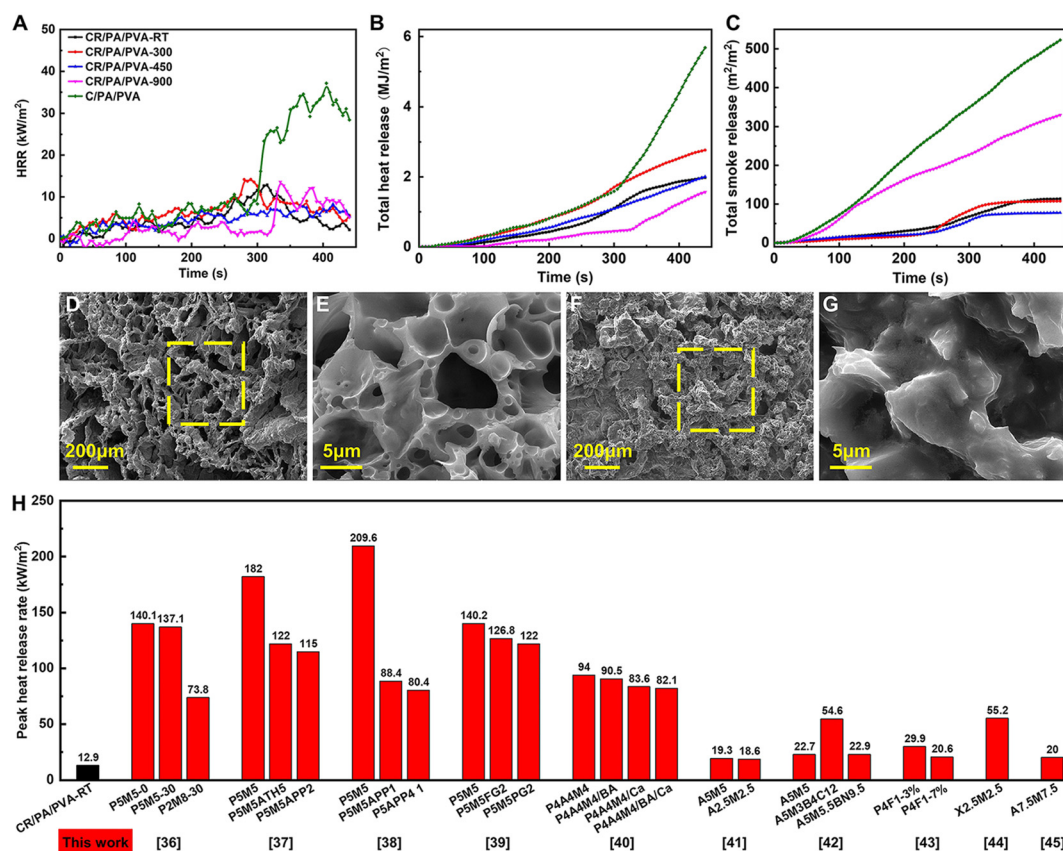 A
HRR (kW/m²)
50
40
30
20
10
0
CR/PA/PVA-RT
CR/PA/PVA-300
CR/PA/PVA-450
CR/PA/PVA-900
C/PA/PVA
0 100 200 300 400
Time (s)
B
Total heat release (MJ/m²)
6
4
2
0
0 100 200 300 400
Time (s)
C
Total smoke release (m²/m²)
500
400
300
200
100
0
0 100 200 300 400
Time (s)
D
200μm
E
5μm
F
200μm
G
5μm
H
Peak heat release rate (kW/m²)
250
200
150
100
50
0
12.9
140.1
137.1
73.8
182
122
115
209.6
88.4
80.4
140.2
126.8
122
94
90.5
83.6
82.1
19.3
18.6
22.7
54.6
22.9
29.9
20.6
55.2
20
CR/PA/PVA-RT
P5M5-0
P5M5-30
P2M8-30
P5M5
P5M5ATH5
P5M5APP2
P5M5
P5M5APP1
P5APP4 1
P5M5
P5M5FG2
P5M5PG2
P4A4M4
P4A4M4/BA
P4A4M4/Ca
P4A4M4/BA/Ca
A5M5
A2.5M2.5
A5M5
A5M3B4C12
A5M5.5BN9.5
P4F1-3%
P4F1-7%
X2.5M2.5
A7.5M7.5
This work [36] [37] [38] [39] [40] [41] [42] [43] [44] [45]